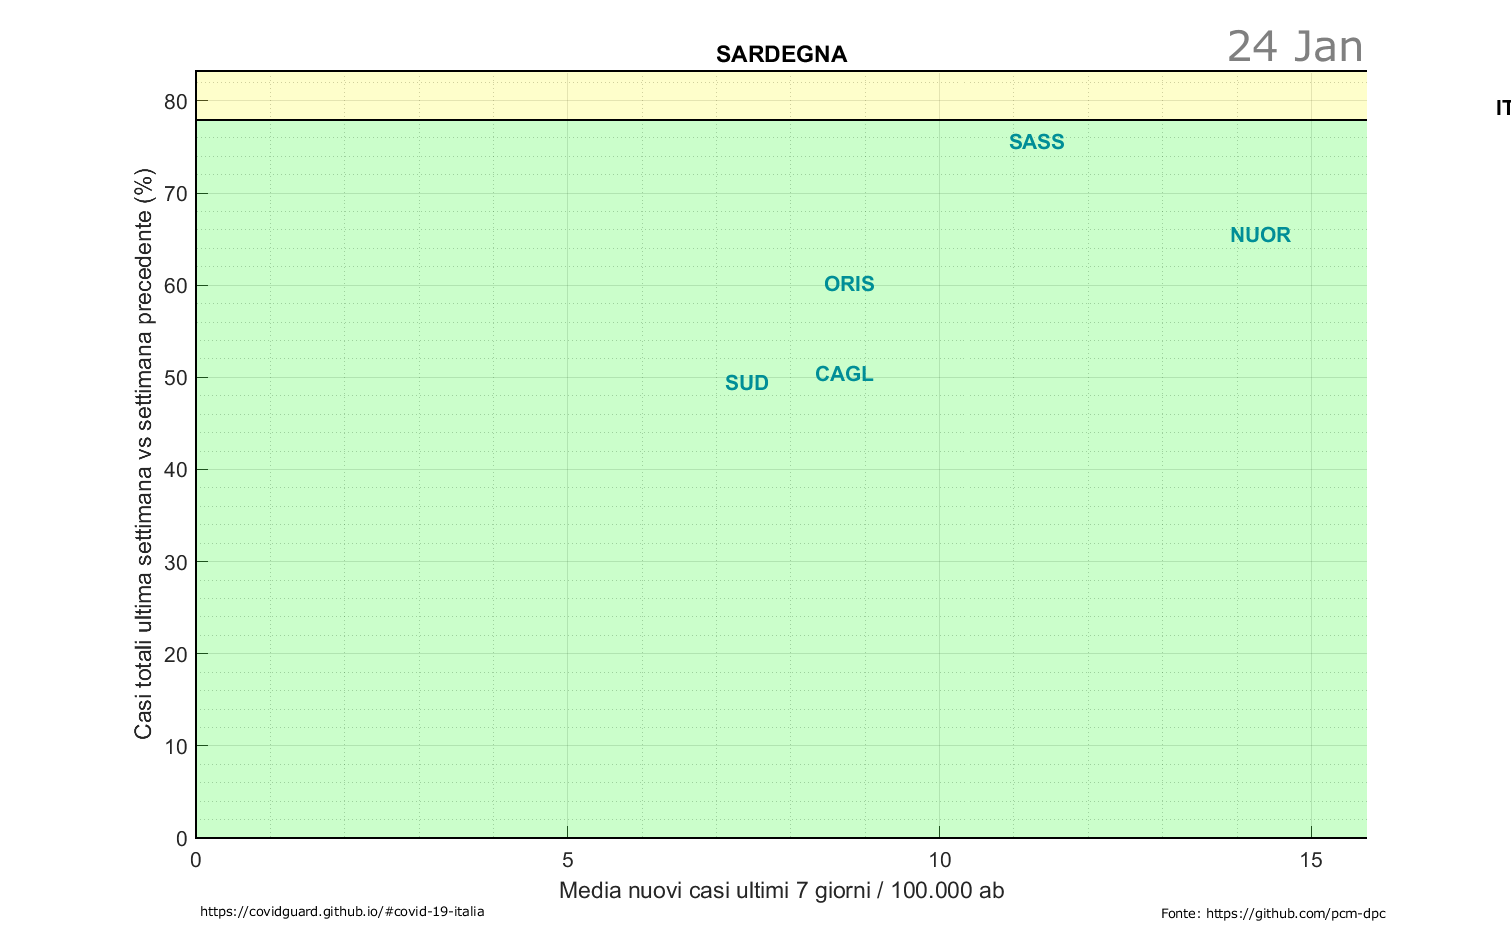 SARDEGNA
24 Jan
IT
Casi totali ultima settimana vs settimana precedente (%)
80
70
60
50
40
30
20
10
0
SASS
NUOR
ORIS
CAGL
SUD
0
5
10
15
Media nuovi casi ultimi 7 giorni / 100.000 ab
https://covidguard.github.io/#covid-19-italia
Fonte: https://github.com/pcm-dpc